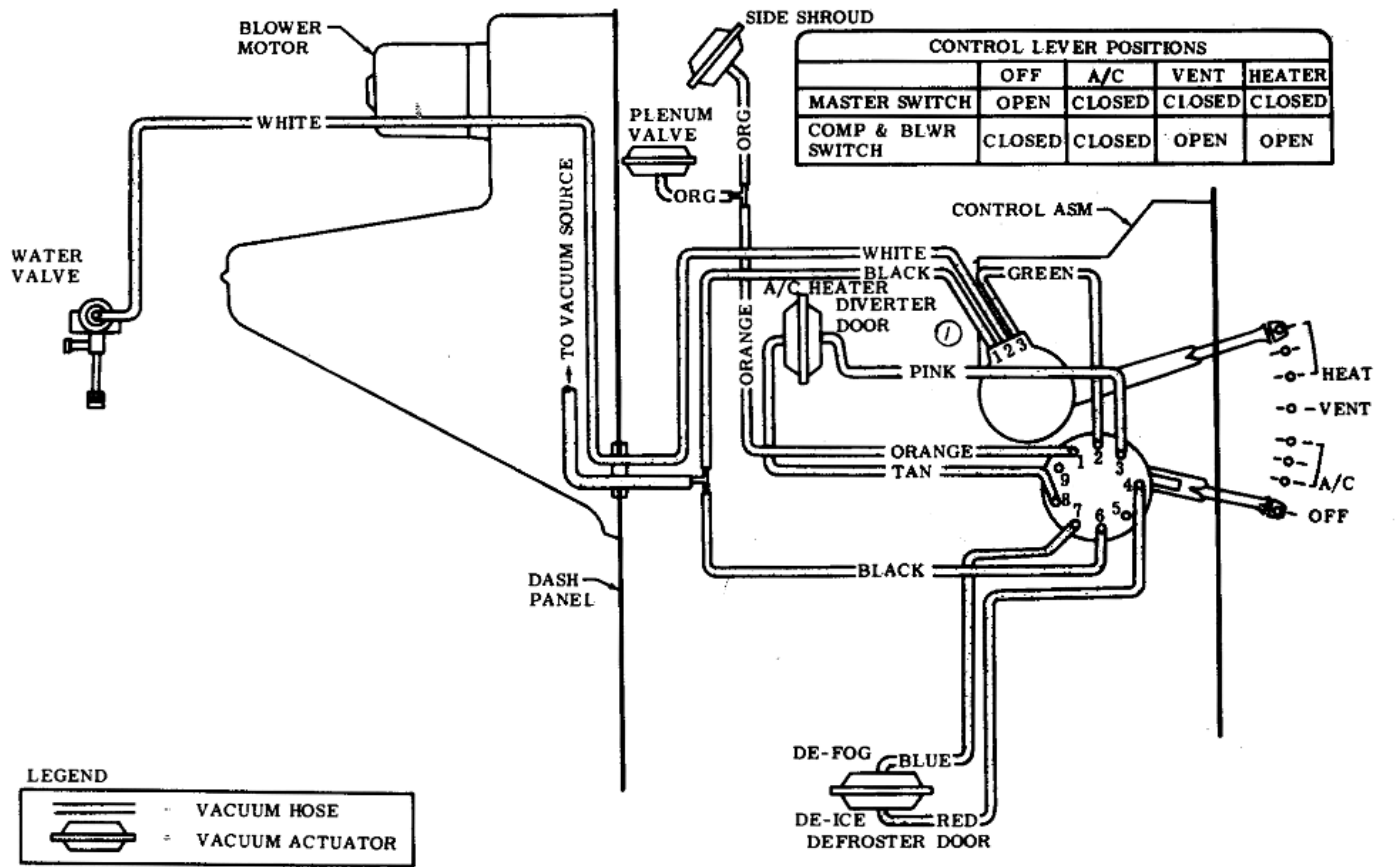 SIDE SHROUD
BLOWER
MOTOR
CONTROL LEVER POSITIONS
OFF A/C VENT HEATER
MASTER SWITCH OPEN CLOSED CLOSED CLOSED
COMP & BLWR
SWITCH CLOSED CLOSED OPEN OPEN
WHITE
PLENUM
VALVE
ORG
ORG
TO VACUUM SOURCE
CONTROL ASM
WATER
VALVE
WHITE
BLACK
GREEN
A/C HEATER
DIVERTER
DOOR
1
1 2 3
ORANGE
PINK
HEAT
VENT
ORANGE
TAN
1 2 3
9
4
8
7 6 5
A/C
OFF
BLACK
DASH
PANEL
DE-FOG
BLUE
DE-ICE
RED
DEFROSTER DOOR
LEGEND
= VACUUM HOSE
= VACUUM ACTUATOR